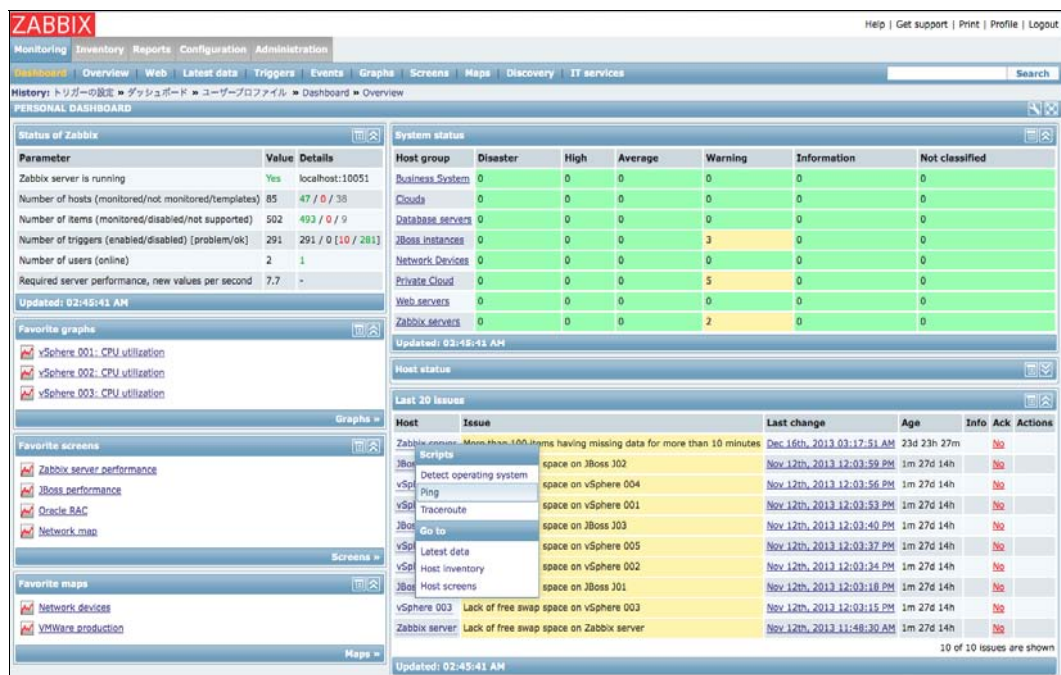 ZABBIX
Help | Get support | Print | Profile | Logout
Monitoring Inventory Reports Configuration Administration
Dashboard | Overview | Web | Latest data | Triggers | Events | Graphs | Screens | Maps | Discovery | IT services
Search
History: トリガーの設定 » ダッシュボード » ユーザープロファイル » Dashboard » Overview
PERSONAL DASHBOARD
Status of Zabbix
Parameter Value Details
Zabbix server is running Yes localhost:10051
Number of hosts (monitored/not monitored/templates) 85 47 / 0 / 38
Number of items (monitored/disabled/not supported) 502 493 / 0 / 9
Number of triggers (enabled/disabled) [problem/ok] 291 291 / 0 [10 / 281]
Number of users (online) 2 1
Required server performance, new values per second 7.7 -
Updated: 02:45:41 AM
Favorite graphs
vSphere 001: CPU utilization
vSphere 002: CPU utilization
vSphere 003: CPU utilization
Graphs »
Favorite screens
Zabbix server performance
JBoss performance
Oracle RAC
Network map
Screens »
Favorite maps
Network devices
VMWare production
Maps »
System status
Host group Disaster High Average Warning Information Not classified
Business System 0 0 0 0 0 0
Clouds 0 0 0 0 0 0
Database servers 0 0 0 0 0 0
JBoss instances 0 0 0 3 0 0
Network Devices 0 0 0 0 0 0
Private Cloud 0 0 0 5 0 0
Web servers 0 0 0 0 0 0
Zabbix servers 0 0 0 2 0 0
Updated: 02:45:41 AM
Host status
Last 20 issues
Host Issue Last change Age Info Ack Actions
Zabbix server More than 100 items having missing data for more than 10 minutes Dec 16th, 2013 03:17:51 AM 23d 23h 27m No
space on JBoss J02 Nov 12th, 2013 12:03:59 PM 1m 27d 14h No
space on vSphere 004 Nov 12th, 2013 12:03:56 PM 1m 27d 14h No
space on vSphere 001 Nov 12th, 2013 12:03:53 PM 1m 27d 14h No
space on JBoss J03 Nov 12th, 2013 12:03:40 PM 1m 27d 14h No
space on vSphere 005 Nov 12th, 2013 12:03:37 PM 1m 27d 14h No
space on vSphere 002 Nov 12th, 2013 12:03:34 PM 1m 27d 14h No
space on JBoss J01 Nov 12th, 2013 12:03:18 PM 1m 27d 14h No
vSphere 003 Lack of free swap space on vSphere 003 Nov 12th, 2013 12:03:15 PM 1m 27d 14h No
Zabbix server Lack of free swap space on Zabbix server Nov 12th, 2013 11:48:30 AM 1m 27d 14h No
Scripts
Detect operating system
Ping
Traceroute
Go to
Latest data
Host inventory
Host screens
10 of 10 issues are shown
Updated: 02:45:41 AM